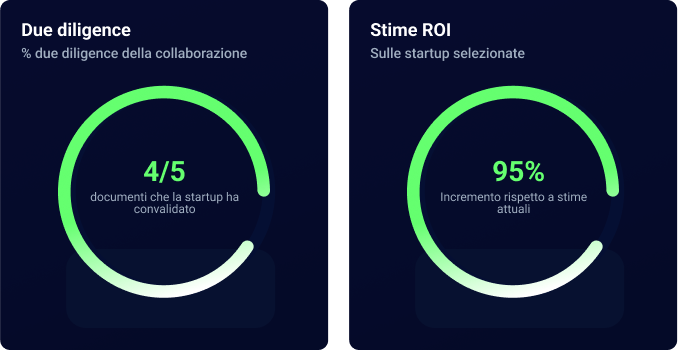 Due diligence
% due diligence della collaborazione
4/5
documenti che la startup ha
convalidato
Stime ROI
Sulle startup selezionate
95%
Incremento rispetto a stime
attuali